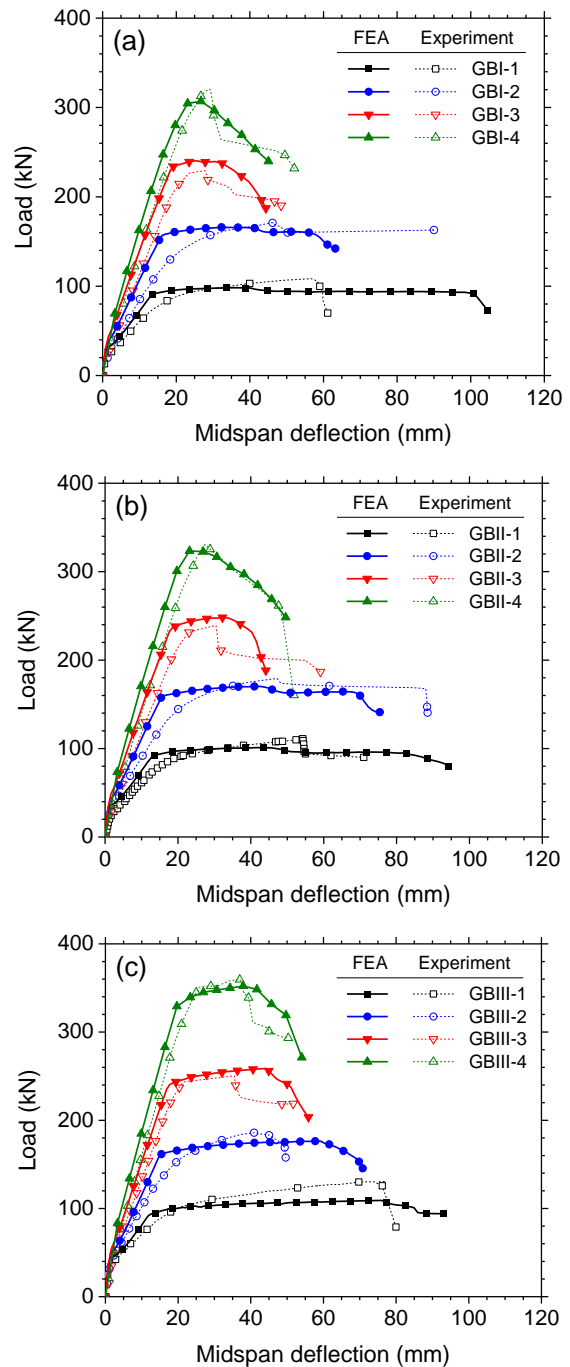 (a)
FEA Experiment
GBI-1
GBI-2
GBI-3
GBI-4
400
300
200
100
0
Load (kN)
0 20 40 60 80 100 120
Midspan deflection (mm)
(b)
FEA Experiment
GBII-1
GBII-2
GBII-3
GBII-4
400
300
200
100
0
Load (kN)
0 20 40 60 80 100 120
Midspan deflection (mm)
(c)
FEA Experiment
GBIII-1
GBIII-2
GBIII-3
GBIII-4
400
300
200
100
0
Load (kN)
0 20 40 60 80 100 120
Midspan deflection (mm)